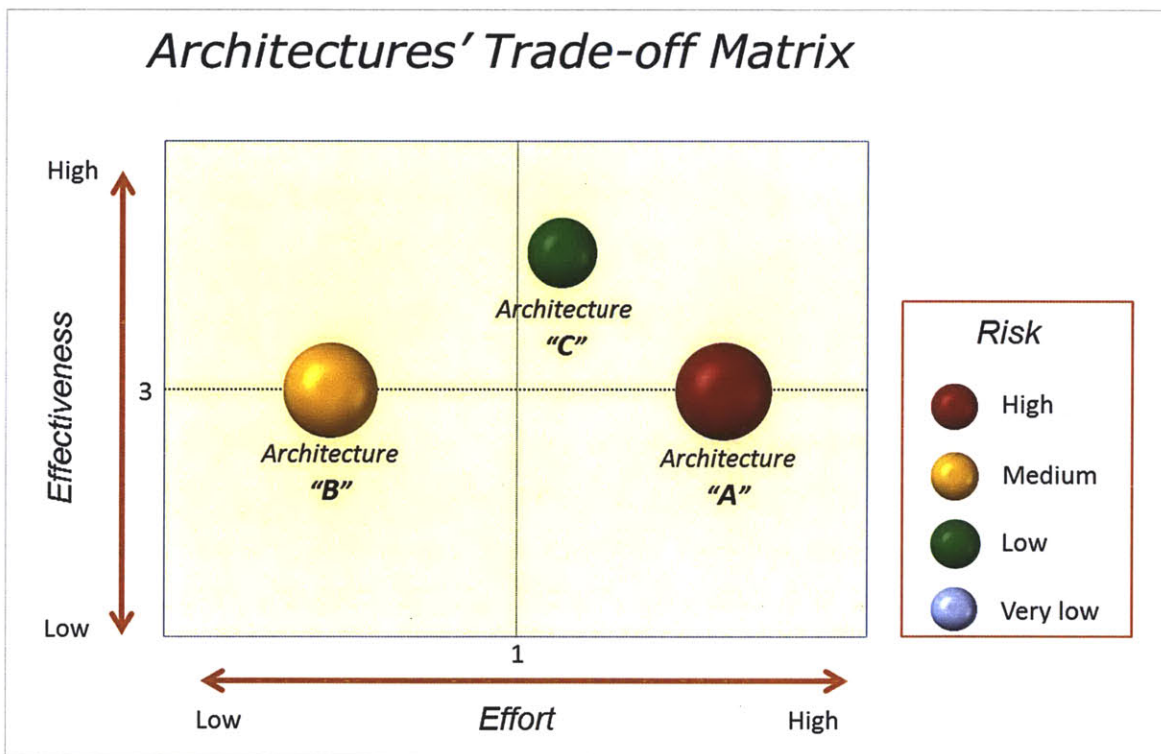 Architectures' Trade-off Matrix
High
Architecture
"C"
Risk
High
Effectiveness
3
Architecture
"B"
Architecture
"A"
Medium
Low
Very low
Low
1
Low
Effort
High